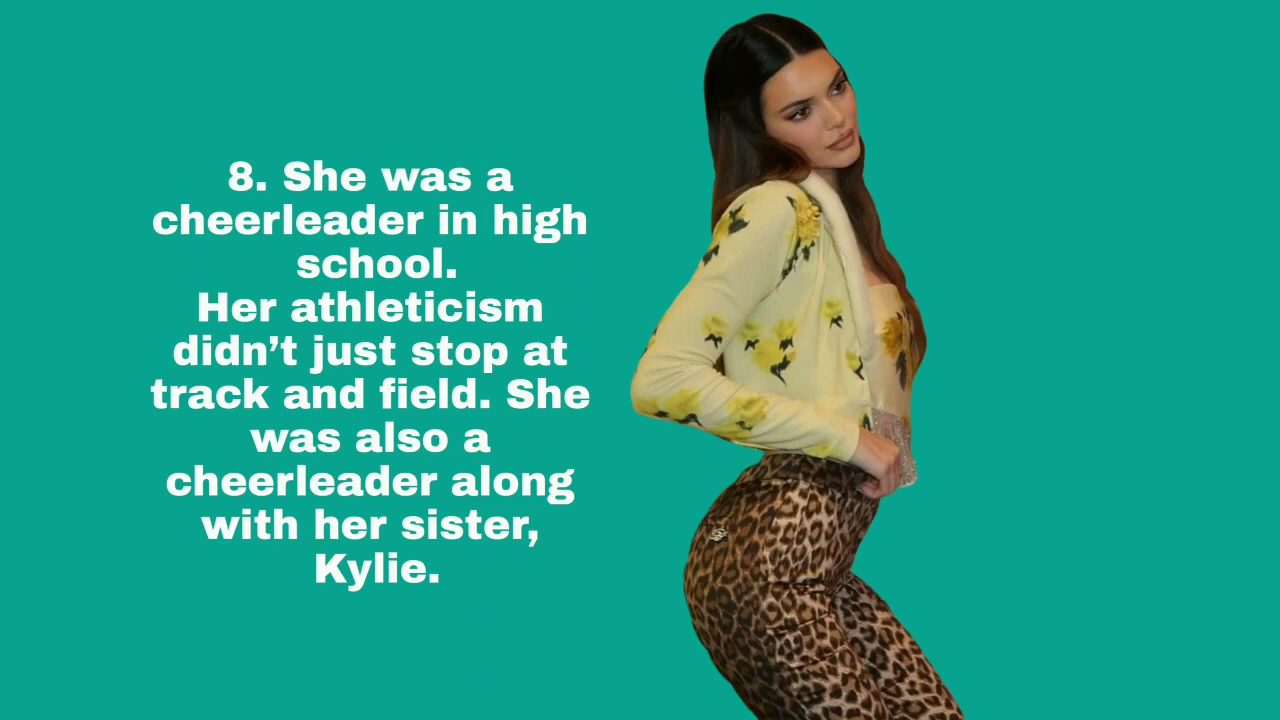 8. She was a
cheerleader in high
school.
Her athleticism
didn’t just stop at
track and field. She
was also a
cheerleader along
with her sister,
Kylie.